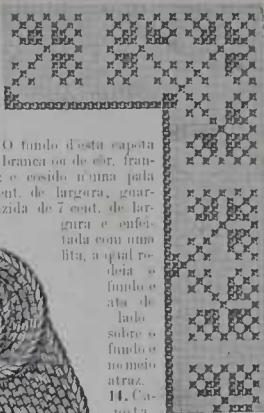 O fundo d'esta capota
branca ou de côr, fran-
e cosido n'uma pala
ent. de largura, guar-
zida de 7 cent. de lar-
gura e enfei-
tada com uma
fita, a qual ro-
deia o
fundo e
ata de
lado
sobre o
fundo e
no meio
atraz.
14. Ca-